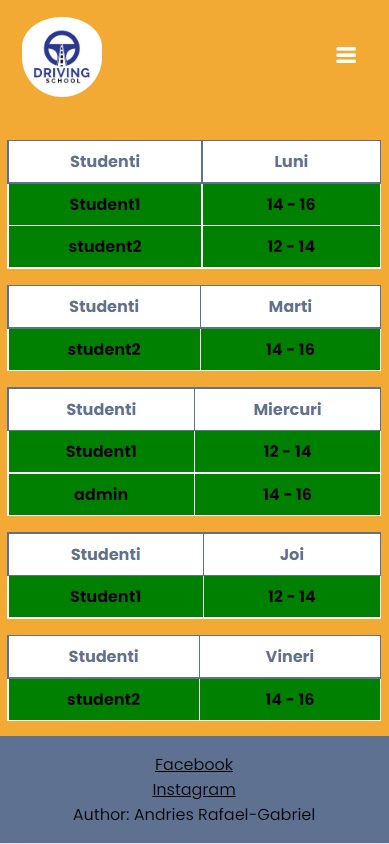 DRIVING
SCHOOL
Studenti Luni
Student1 14 - 16
student2 12 - 14
Studenti Marti
student2 14 - 16
Studenti Miercuri
Student1 12 - 14
admin 14 - 16
Studenti Joi
Student1 12 - 14
Studenti Vineri
student2 14 - 16
Facebook
Instagram
Author: Andries Rafael-Gabriel